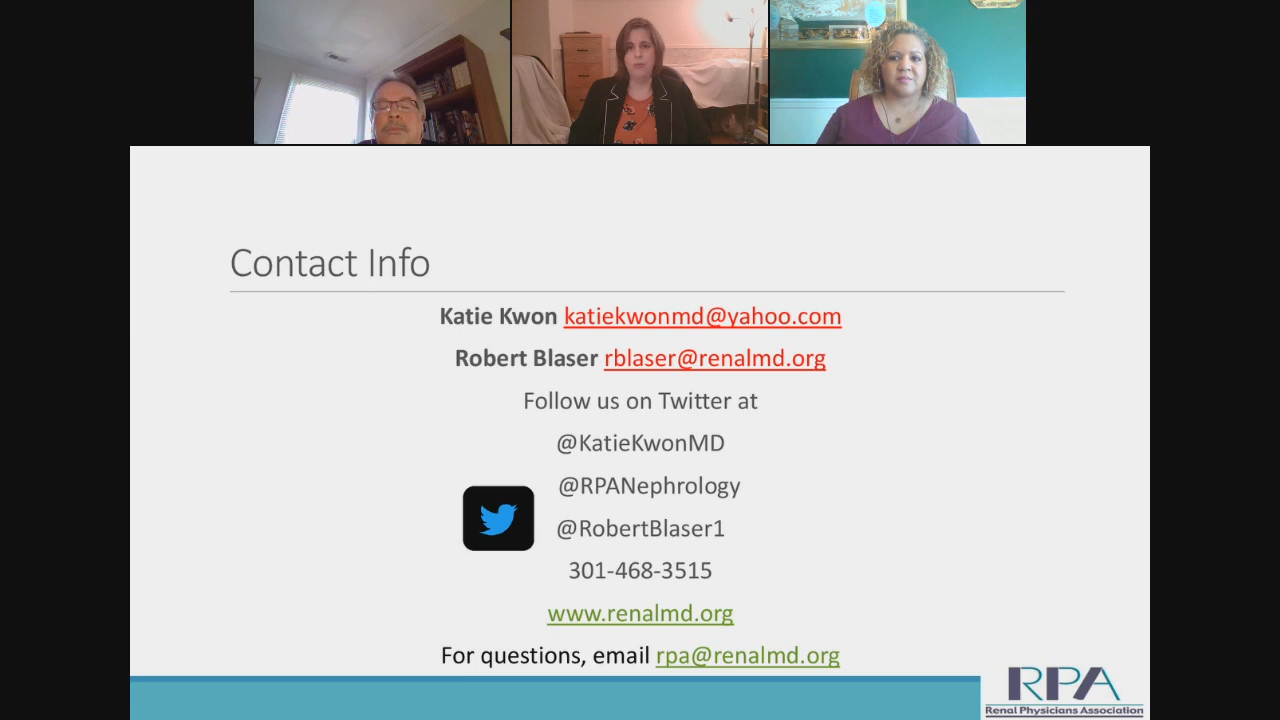 Contact Info
Katie Kwon katiekwonmd@yahoo.com
Robert Blaser rblaser@renalmd.org
Follow us on Twitter at
@KatieKwonMD
@RPANephrology
@RobertBlaser1
301-468-3515
www.renalmd.org
For questions, email rpa@renalmd.org
RPA
Renal Physicians Association